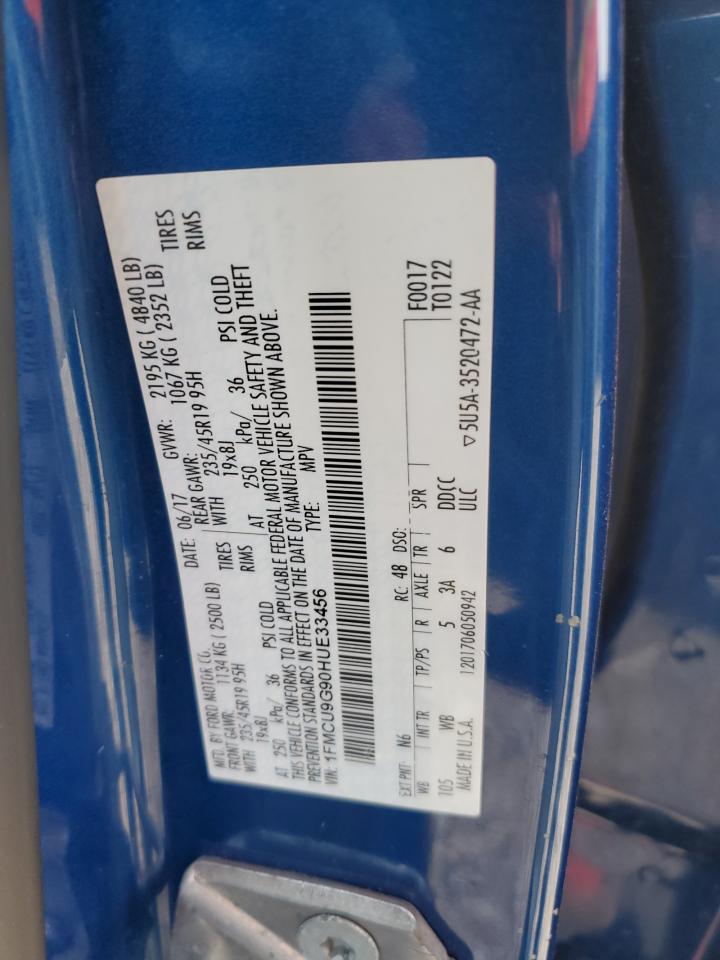 MFD. BY FORD MOTOR CO. DATE: 06/17 GVWR: 2195 KG ( 4840 LB)
FRONT GAWR: 1134 KG ( 2500 LB) REAR GAWR: 1067 KG ( 2352 LB)
WITH 235/45R19 95H TIRES WITH 235/45R19 95H TIRES
19x8J RIMS 19x8J RIMS
AT 250 kPa/ 36 PSI COLD AT 250 kPa/ 36 PSI COLD
THIS VEHICLE CONFORMS TO ALL APPLICABLE FEDERAL MOTOR VEHICLE SAFETY AND THEFT
PREVENTION STANDARDS IN EFFECT ON THE DATE OF MANUFACTURE SHOWN ABOVE.
VIN: 1FMCU9G90HUE33456 TYPE: MPV
F0017
T0122
EXT PNT: N6 RC: 48 DSO:
WB INT TR TP/PS R AXLE TR SPR
105 WB 5 3A 6 DDCC
MADE IN U.S.A. 1201706050942 ULC
▽5U5A-3520472-AA